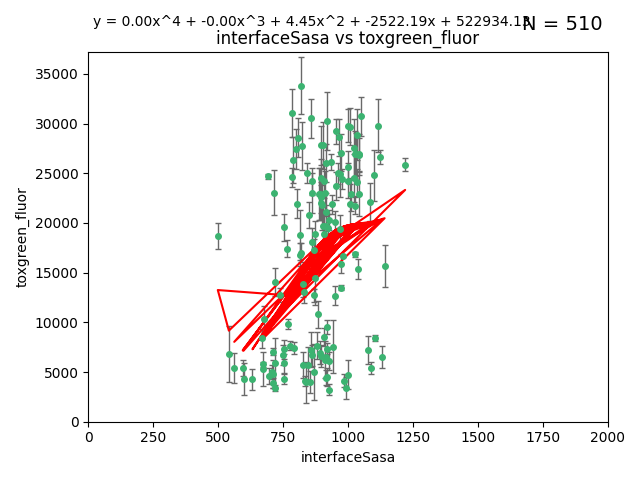 y = 0.00x^4 + -0.00x^3 + 4.45x^2 + -2522.19x + 522934.13
N = 510
interfaceSasa vs toxgreen_fluor
35000
30000
25000
20000
15000
10000
5000
0
toxgreen_fluor
0 250 500 750 1000 1250 1500 1750 2000
interfaceSasa